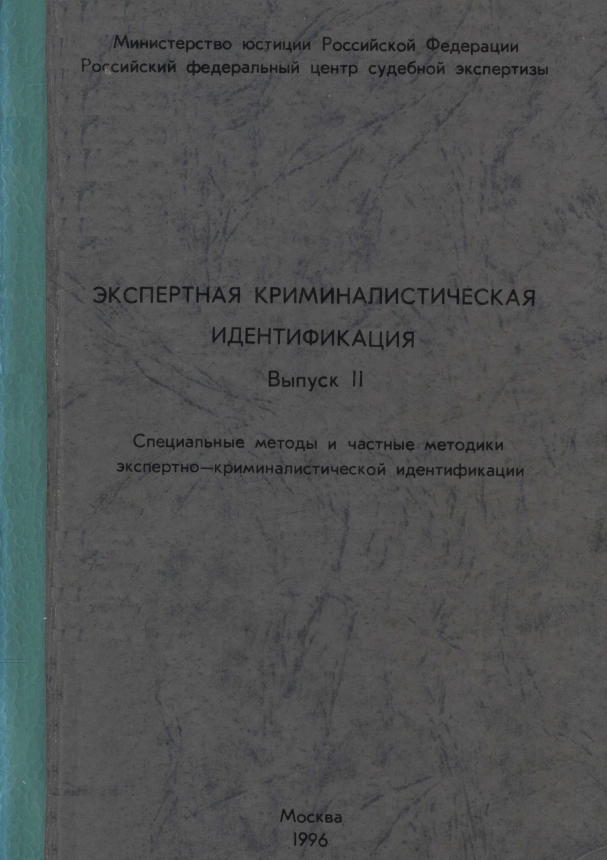 Министерство юстиции Российской Федерации
Российский федеральный центр судебной экспертизы
ЭКСПЕРТНАЯ КРИМИНАЛИСТИЧЕСКАЯ
ИДЕНТИФИКАЦИЯ
Выпуск II
Специальные методы и частные методики
экспертно—криминалистической идентификации
Москва
1996